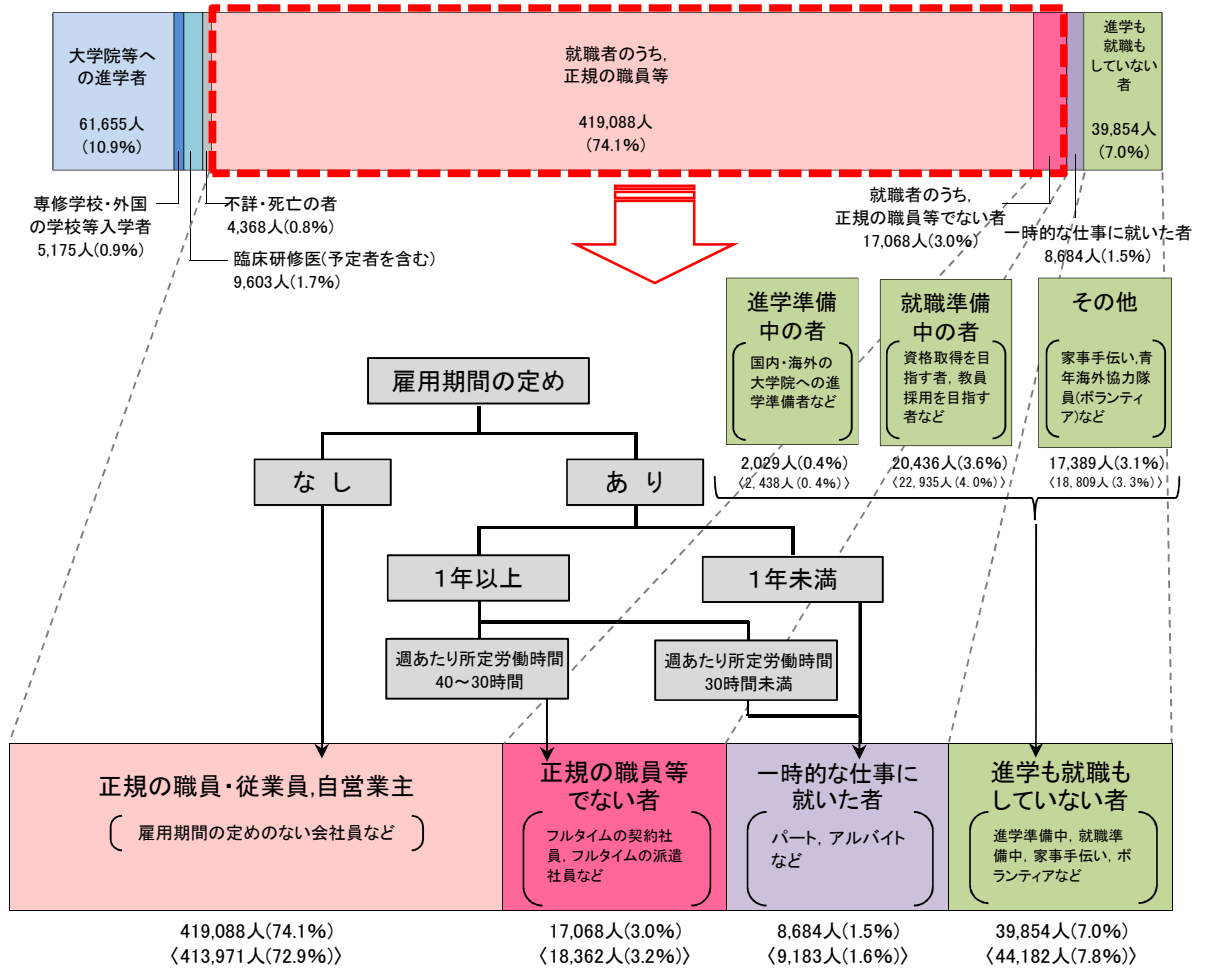 大学院等へ
の進学者
61,655人
(10.9%)
就職者のうち,
正規の職員等
419,088人
(74.1%)
進学も
就職も
していない
者
39,854人
(7.0%)
専修学校・外国
の学校等入学者
5,175人(0.9%)
不詳・死亡の者
4,368人(0.8%)
臨床研修医(予定者を含む)
9,603人(1.7%)
就職者のうち,
正規の職員等でない者
17,068人(3.0%)
一時的な仕事に就いた者
8,684人(1.5%)
進学準備
中の者
国内・海外の
大学院への進
学準備者など
2,029人(0.4%)
〈2,438人(0.4%)〉
就職準備
中の者
資格取得を目
指す者, 教員
採用を目指す
者など
20,436人(3.6%)
〈22,935人(4.0%)〉
その他
家事手伝い,青
年海外協力隊
員(ボランティ
ア)など
17,389人(3.1%)
〈18,809人(3.3%)〉
雇用期間の定め
な し
あ り
1年以上
1年未満
週あたり所定労働時間
40~30時間
週あたり所定労働時間
30時間未満
正規の職員・従業員,自営業主
雇用期間の定めのない会社員など
419,088人(74.1%)
〈413,971人(72.9%)〉
正規の職員等
でない者
フルタイムの契約社
員, フルタイムの派遣
社員など
17,068人(3.0%)
〈18,362人(3.2%)〉
一時的な仕事に
就いた者
パート, アルバイト
など
8,684人(1.5%)
〈9,183人(1.6%)〉
進学も就職も
していない者
進学準備中, 就職準
備中, 家事手伝い, ボ
ランティアなど
39,854人(7.0%)
〈44,182人(7.8%)〉